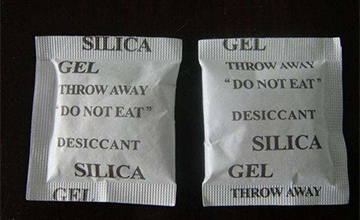 SILICA
GEL
THROW AWAY
"DO NOT EAT"
DESICCANT
SILICA
GEL
GEL
THROW AWAY
"DO NOT EAT"
DESICCANT
SILICA
GEL
THROW AWAY